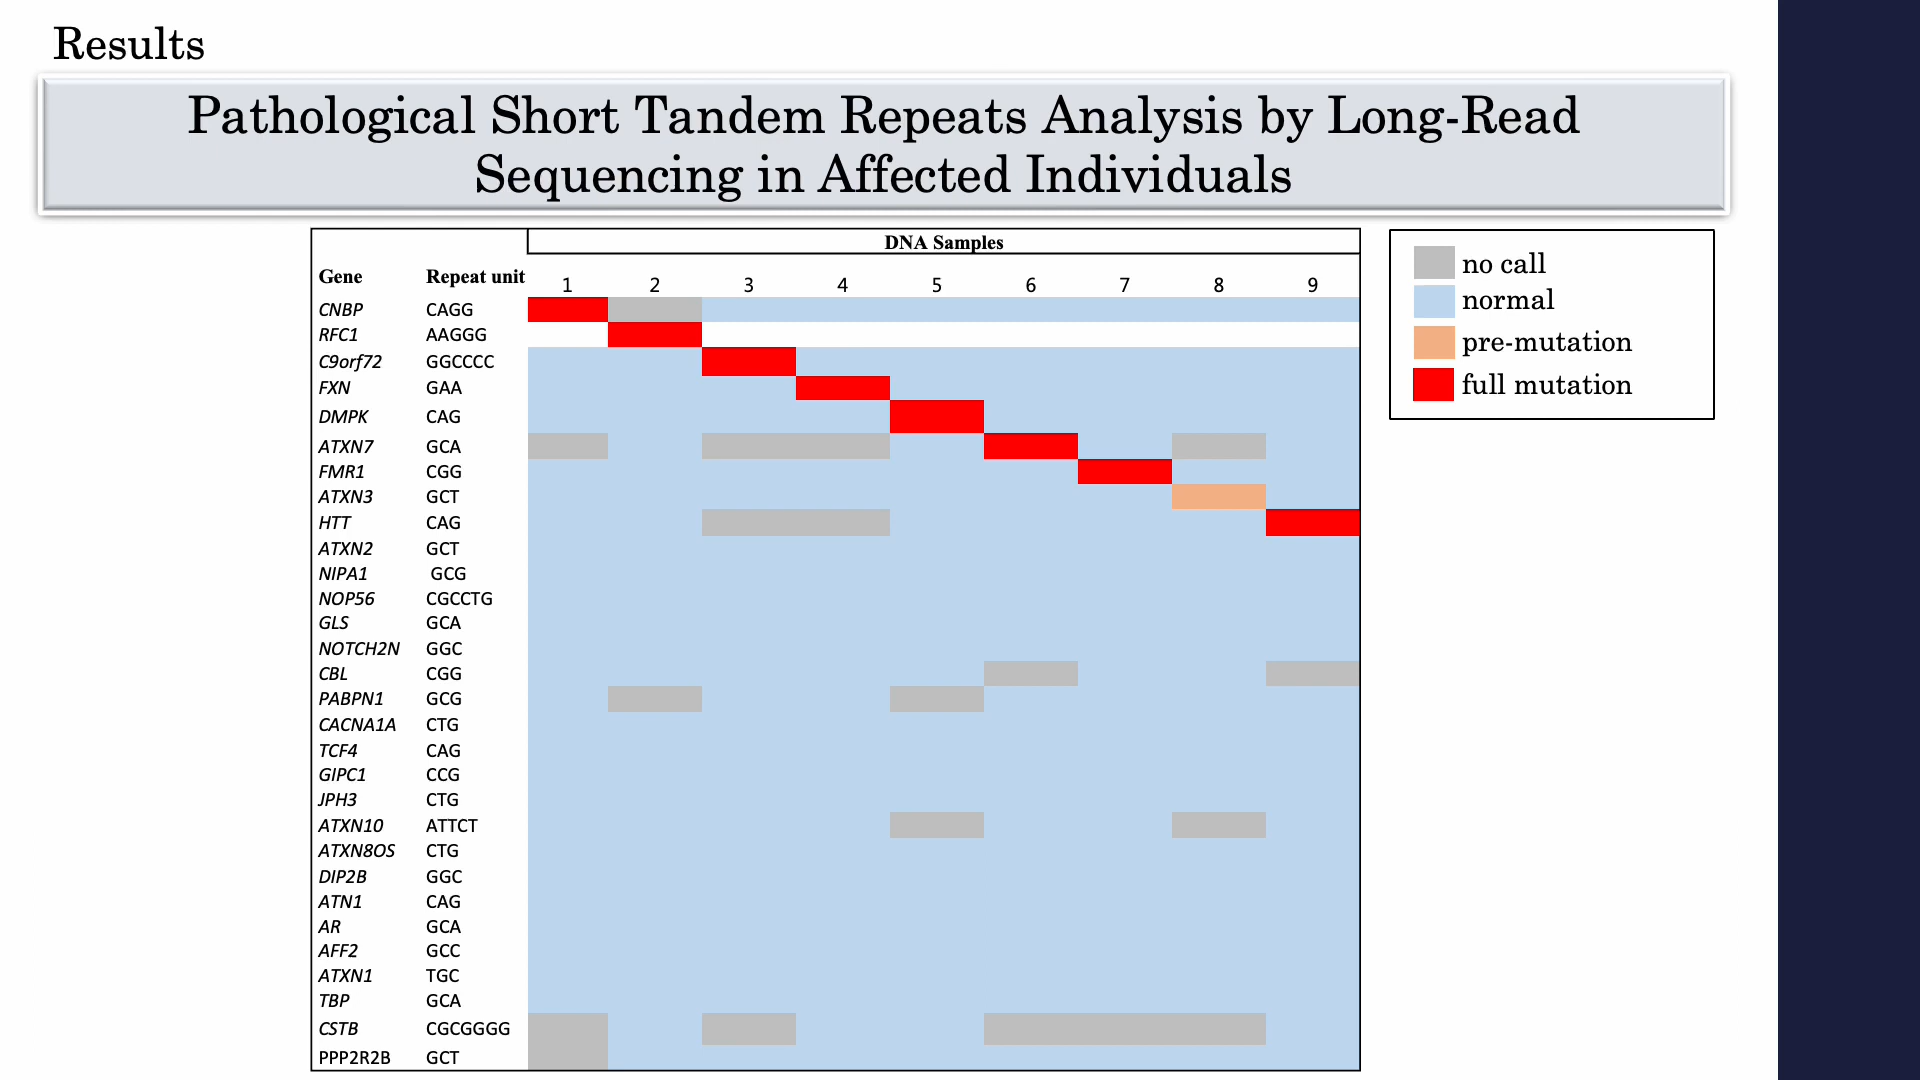 Results
Pathological Short Tandem Repeats Analysis by Long-Read
Sequencing in Affected Individuals
DNA Samples
Gene Repeat unit 1 2 3 4 5 6 7 8 9
CNBP CAGG
RFC1 AAGGG
C9orf72 GGCCCC
FXN GAA
DMPK CAG
ATXN7 GCA
FMR1 CGG
ATXN3 GCT
HTT CAG
ATXN2 GCT
NIPA1 GCG
NOP56 CGCCTG
GLS GCA
NOTCH2N GGC
CBL CGG
PABPN1 GCG
CACNA1A CTG
TCF4 CAG
GIPC1 CCG
JPH3 CTG
ATXN10 ATTCT
ATXN8OS CTG
DIP2B GGC
ATN1 CAG
AR GCA
AFF2 GCC
ATXN1 TGC
TBP GCA
CSTB CGCGGGG
PPP2R2B GCT
no call
normal
pre-mutation
full mutation